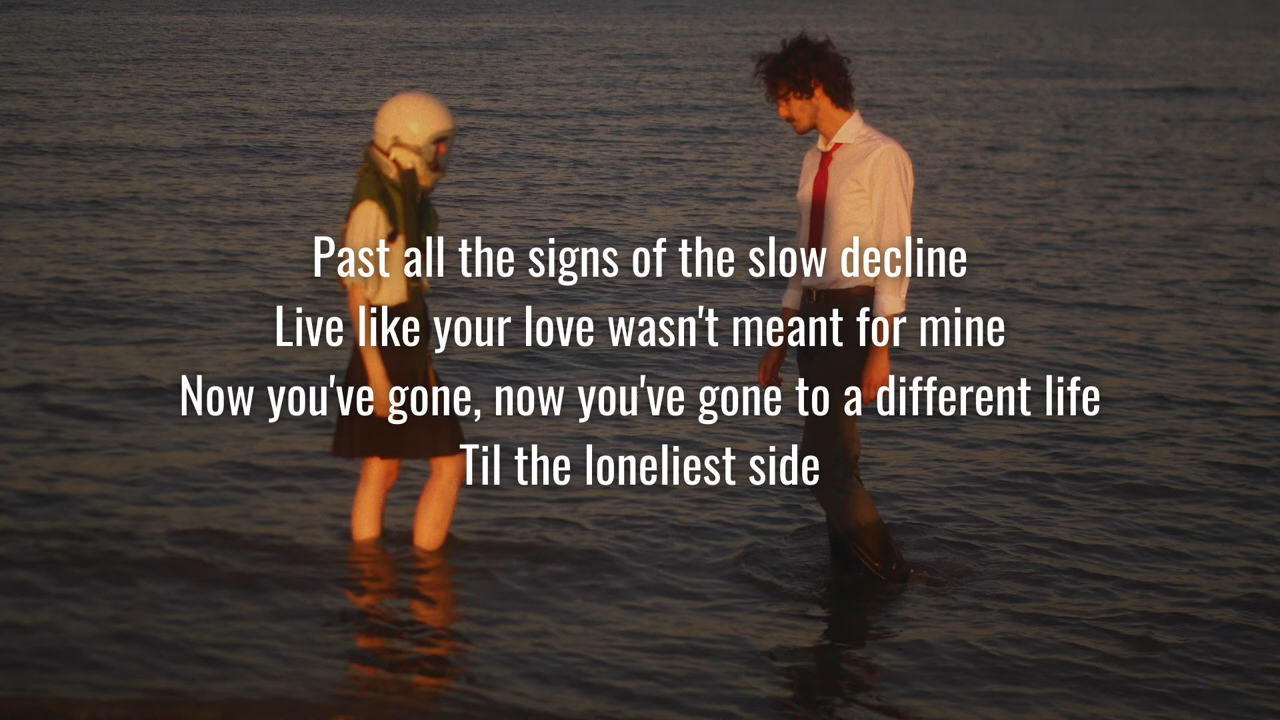 Past all the signs of the slow decline
Live like your love wasn't meant for mine
Now you've gone, now you've gone to a different life
Til the loneliest side